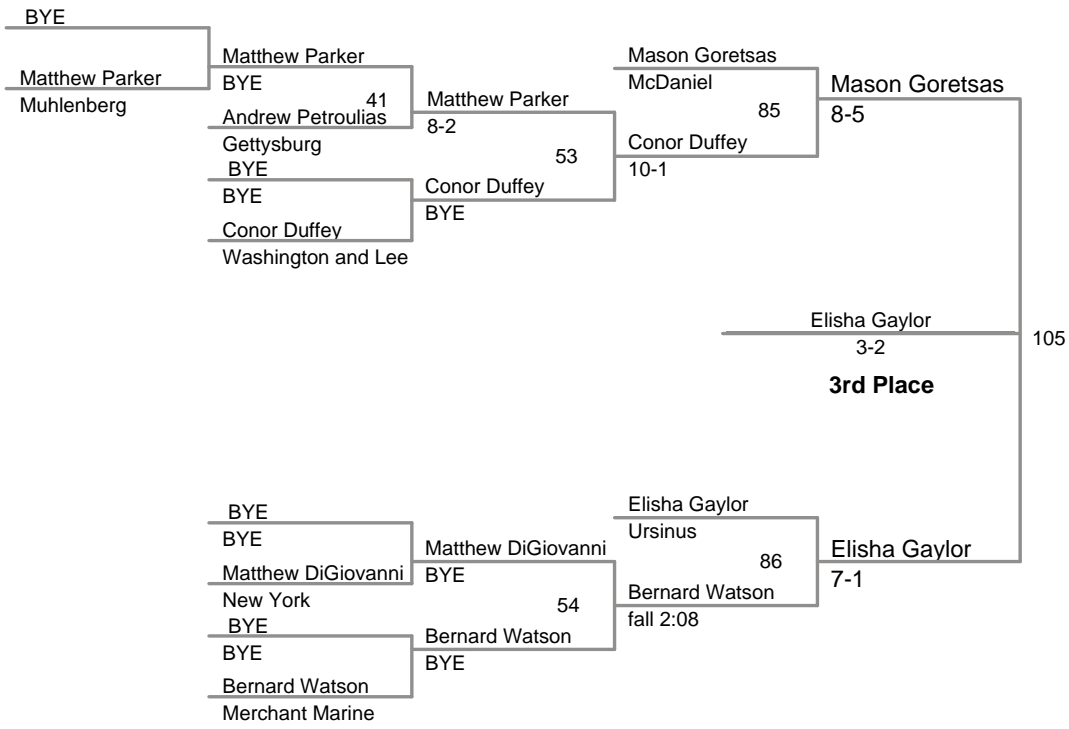 BYE
Matthew Parker
Muhlenberg
Matthew Parker
BYE
41
Andrew Petroulias
Gettysburg
BYE
BYE
Conor Duffey
Washington and Lee
Matthew Parker
8-2
53
Conor Duffey
BYE
Mason Goretsas
McDaniel
85
Conor Duffey
10-1
Mason Goretsas
8-5
Elisha Gaylor
3-2
105
3rd Place
BYE
BYE
Matthew DiGiovanni
New York
BYE
BYE
Bernard Watson
Merchant Marine
Matthew DiGiovanni
BYE
54
Bernard Watson
BYE
Elisha Gaylor
Ursinus
86
Bernard Watson
fall 2:08
Elisha Gaylor
7-1